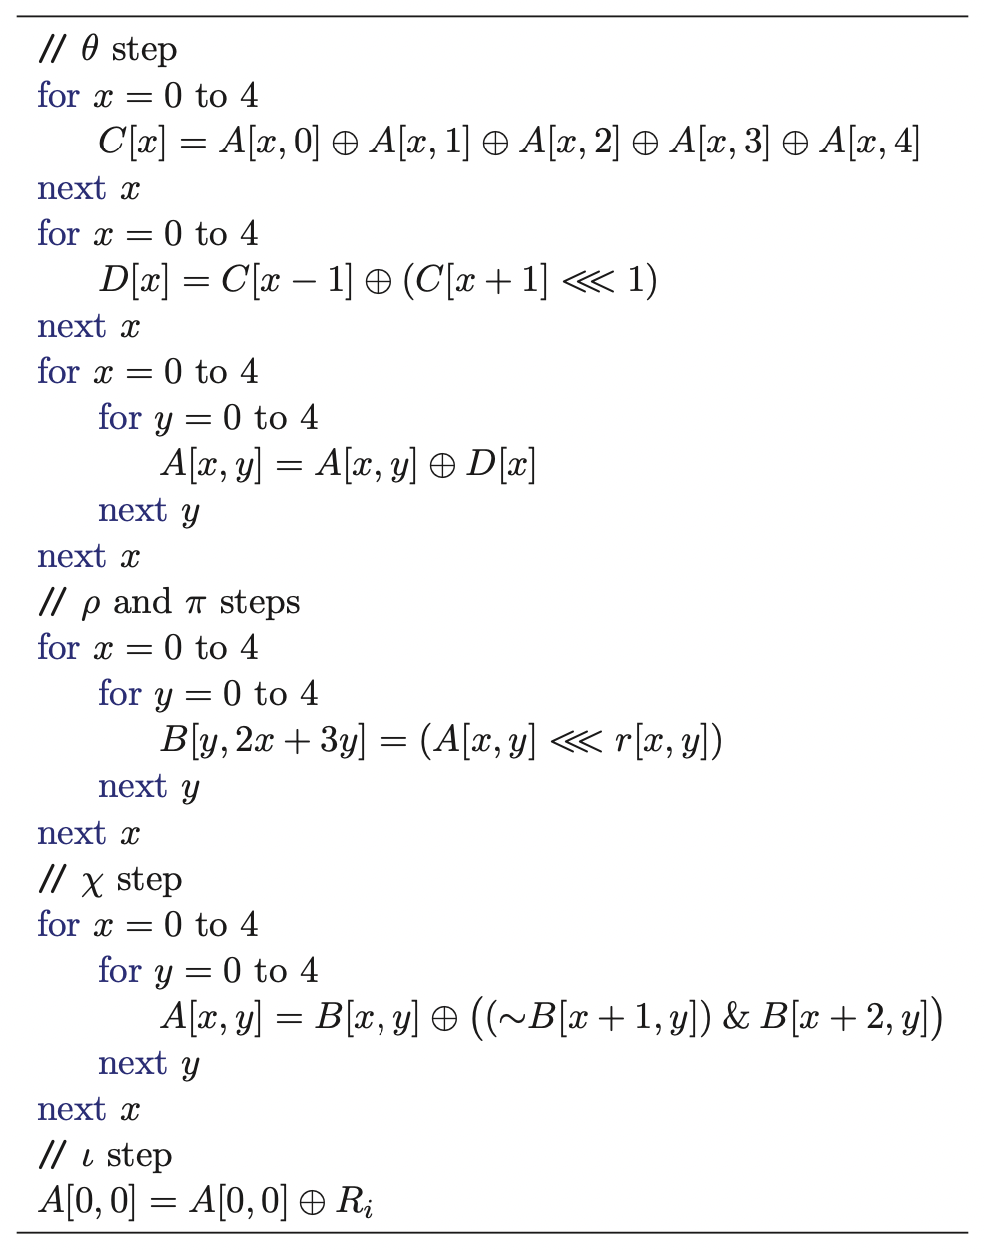 // θ step
for x = 0 to 4
C[x] = A[x, 0] ⊕ A[x, 1] ⊕ A[x, 2] ⊕ A[x, 3] ⊕ A[x, 4]
next x
for x = 0 to 4
D[x] = C[x − 1] ⊕ (C[x + 1] ⋘ 1)
next x
for x = 0 to 4
for y = 0 to 4
A[x, y] = A[x, y] ⊕ D[x]
next y
next x
// ρ and π steps
for x = 0 to 4
for y = 0 to 4
B[y, 2x + 3y] = (A[x, y] ⋘ r[x, y])
next y
next x
// χ step
for x = 0 to 4
for y = 0 to 4
A[x, y] = B[x, y] ⊕ ((∼B[x + 1, y]) & B[x + 2, y])
next y
next x
// ι step
A[0, 0] = A[0, 0] ⊕ Rᵢ